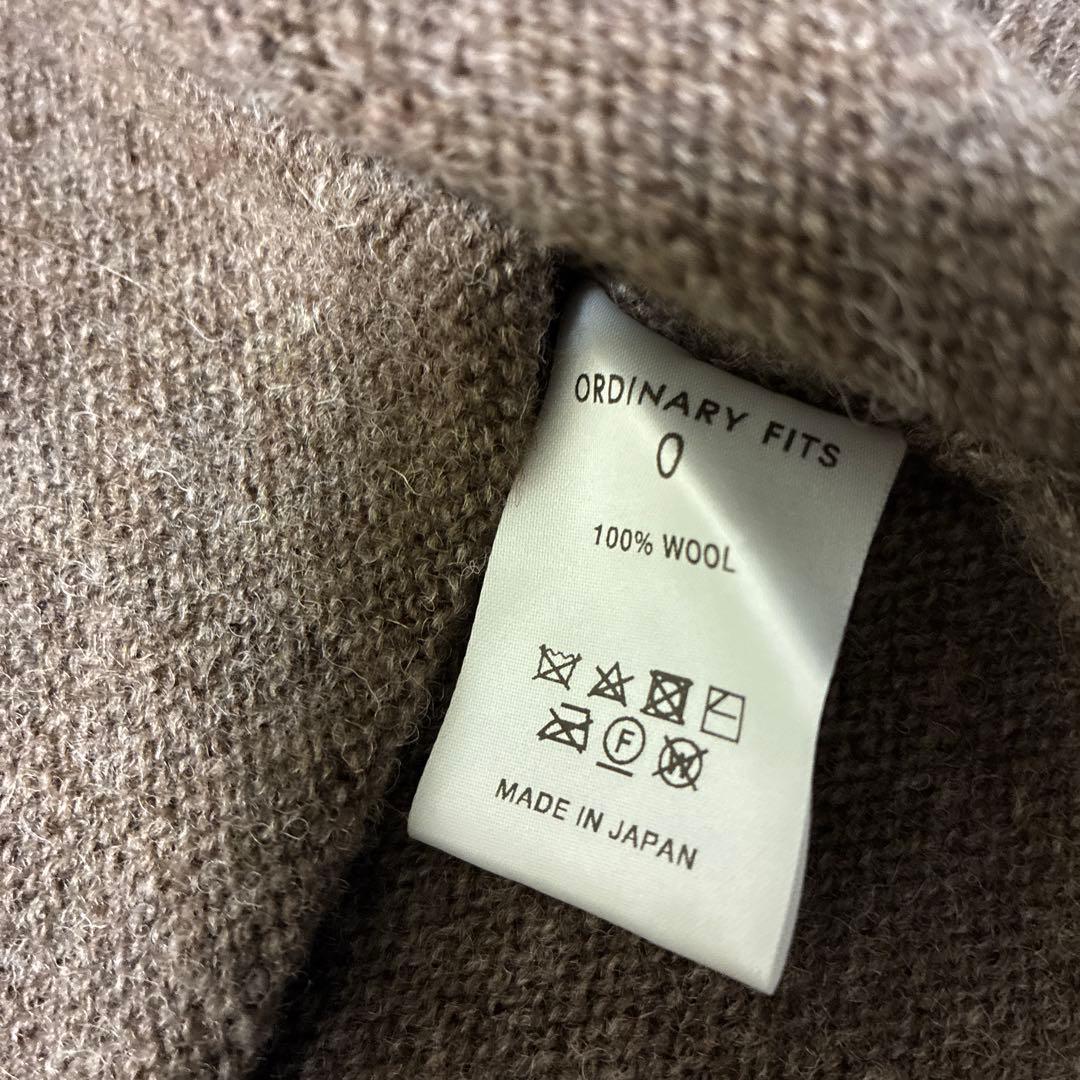 ORDINARY FITS
0
100% WOOL
F
W
MADE IN JAPAN